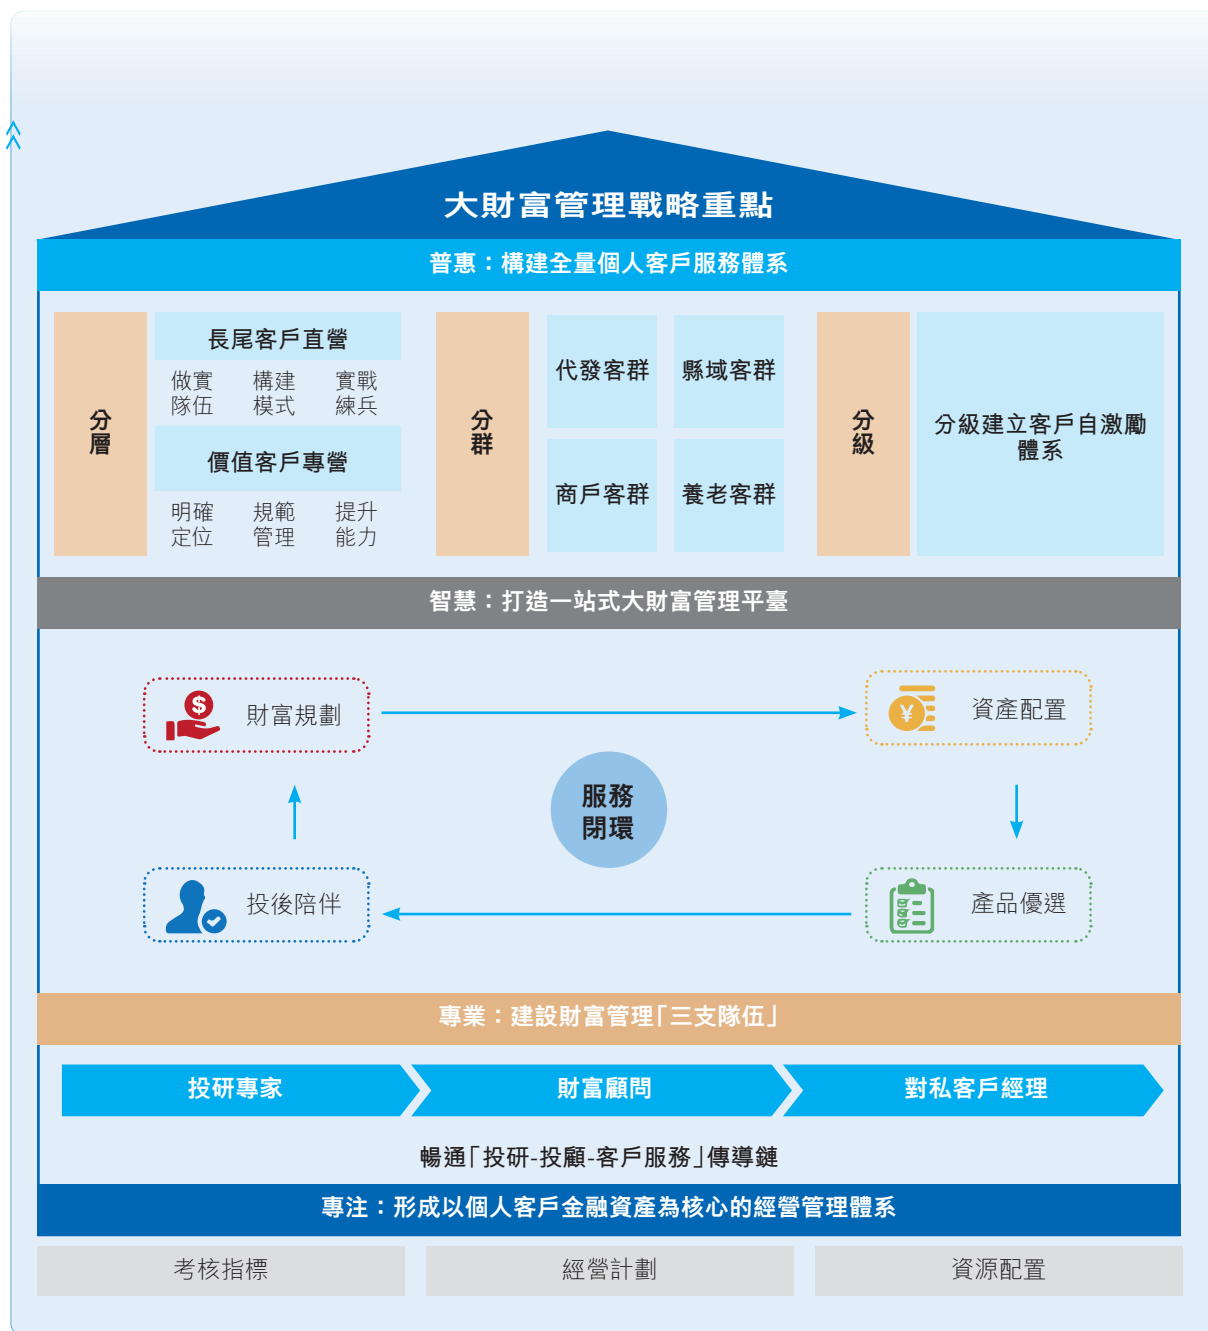 大財富管理戰略重點
普惠：構建全量個人客戶服務體系
分層
長尾客戶直營
做實隊伍
構建模式
實戰練兵
價值客戶專營
明確定位
規範管理
提升能力
分群
代發客群
縣域客群
商戶客群
養老客群
分級
分級建立客戶自激勵
體系
智慧：打造一站式大財富管理平臺
$
財富規劃
¥
資產配置
服務
閉環
投後陪伴
產品優選
專業：建設財富管理「三支隊伍」
投研專家
財富顧問
對私客戶經理
暢通「投研-投顧-客戶服務」傳導鏈
專注：形成以個人客戶金融資產為核心的經營管理體系
考核指標
經營計劃
資源配置